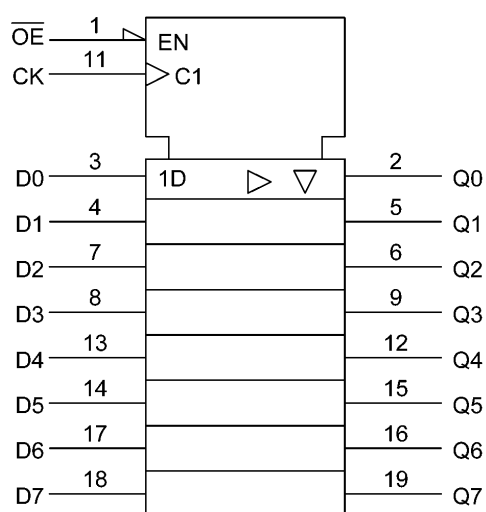 O̅E̅ 1 EN
CK 11 C1
D0 3 1D 2 Q0
D1 4 5 Q1
D2 7 6 Q2
D3 8 9 Q3
D4 13 12 Q4
D5 14 15 Q5
D6 17 16 Q6
D7 18 19 Q7